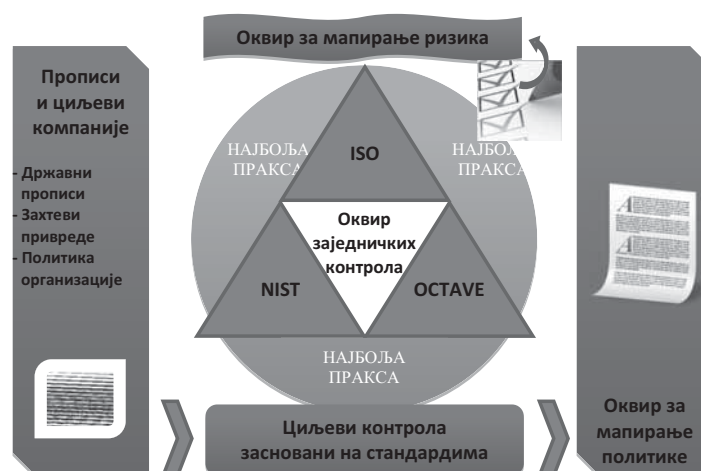 Оквир за мапирање ризика
Прописи
и циљеви
компаније
- Државни
прописи
- Захтеви
привреде
- Политика
организације
НАЈБОЉА
ПРАКСА
ISO
НАЈБОЉА
ПРАКСА
Оквир
заједничких
контрола
NIST
OCTAVE
НАЈБОЉА
ПРАКСА
Циљеви контрола
засновани на стандардима
Оквир за
мапирање
политике